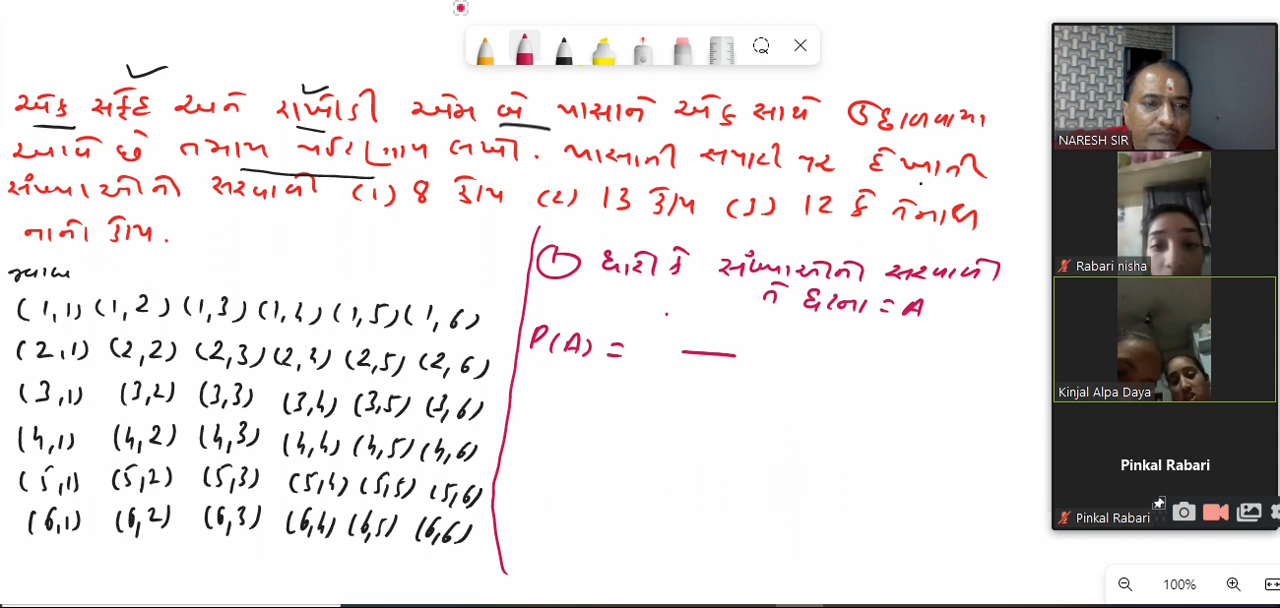 એક સફેદ અને રાખોડી એમ બે પાસાને એક સાથે ઉછાળવામાં
આવે છે તમામ પરિણામ લખો. પાસાની સપાટી પર દેખાતી
સંખ્યાઓનો સરવાળો (1) 8 હોય (2) 13 હોય (3) 12 કે તેનાથી
નાનો હોય.
જવાબ
(1,1) (1,2) (1,3) (1,4) (1,5) (1,6)
(2,1) (2,2) (2,3) (2,4) (2,5) (2,6)
(3,1) (3,2) (3,3) (3,4) (3,5) (3,6)
(4,1) (4,2) (4,3) (4,4) (4,5) (4,6)
(5,1) (5,2) (5,3) (5,4) (5,5) (5,6)
(6,1) (6,2) (6,3) (6,4) (6,5) (6,6)
① ધારો કે સંખ્યાઓનો સરવાળો
તે ઘટના = A
P(A) =
NARESH SIR
Rabari nisha
Kinjal Alpa Daya
Pinkal Rabari
Pinkal Rabari
100%